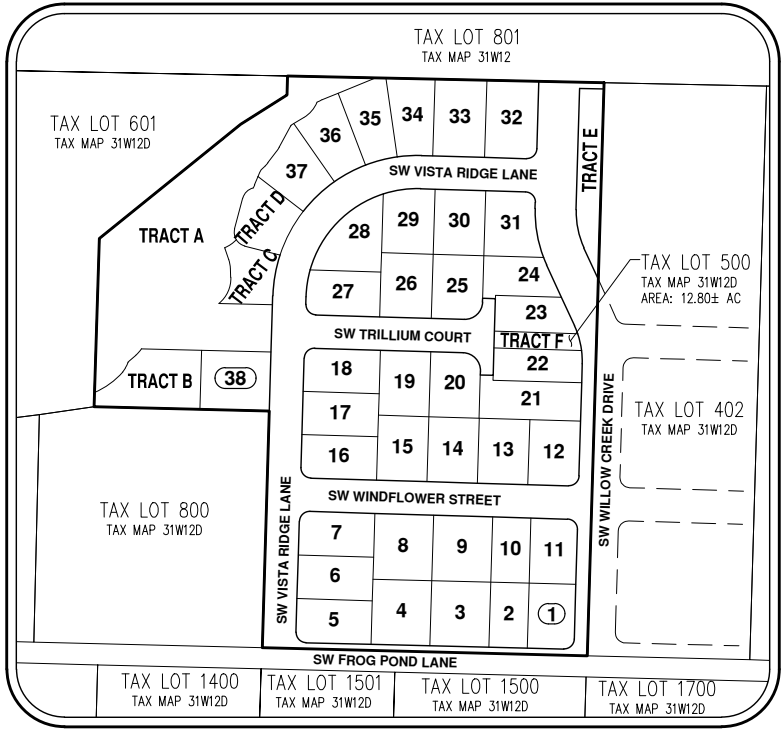 TAX LOT 801
TAX MAP 31W12
TAX LOT 601
TAX MAP 31W12D
37
36
35
34
33
32
TRACT E
SW VISTA RIDGE LANE
TRACT D
TRACT A
TRACT C
28
29
30
31
27
26
25
24
23
TAX LOT 500
TAX MAP 31W12D
AREA: 12.80± AC
SW TRILLIUM COURT
TRACT F
22
21
TRACT B
38
18
19
20
17
16
15
14
13
12
SW WILLOW CREEK DRIVE
TAX LOT 402
TAX MAP 31W12D
SW WINDFLOWER STREET
TAX LOT 800
TAX MAP 31W12D
SW VISTA RIDGE LANE
7
8
9
10
11
6
5
4
3
2
1
SW FROG POND LANE
TAX LOT 1400
TAX MAP 31W12D
TAX LOT 1501
TAX MAP 31W12D
TAX LOT 1500
TAX MAP 31W12D
TAX LOT 1700
TAX MAP 31W12D